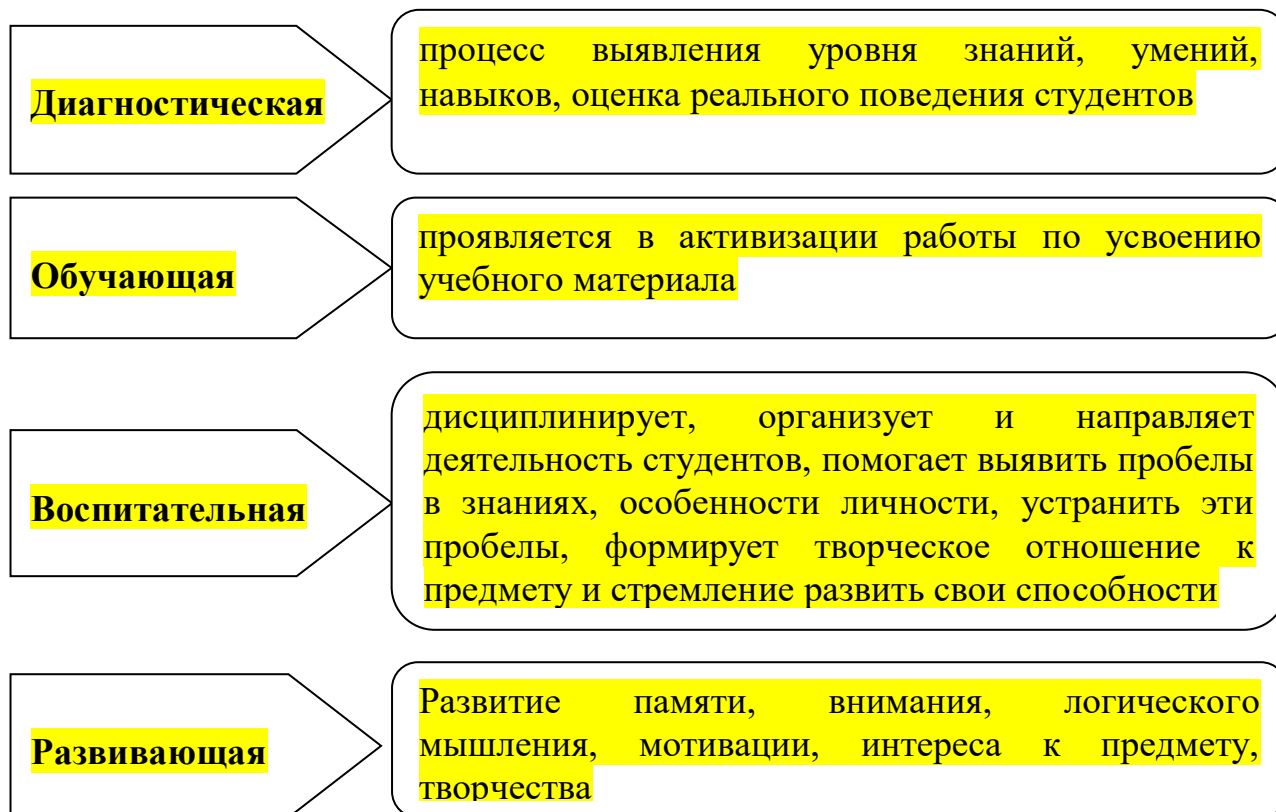 Диагностическая
процесс выявления уровня знаний, умений,
навыков, оценка реального поведения студентов
Обучающая
проявляется в активизации работы по усвоению
учебного материала
Воспитательная
дисциплинирует, организует и направляет
деятельность студентов, помогает выявить пробелы
в знаниях, особенности личности, устранить эти
пробелы, формирует творческое отношение к
предмету и стремление развить свои способности
Развивающая
Развитие памяти, внимания, логического
мышления, мотивации, интереса к предмету,
творчества